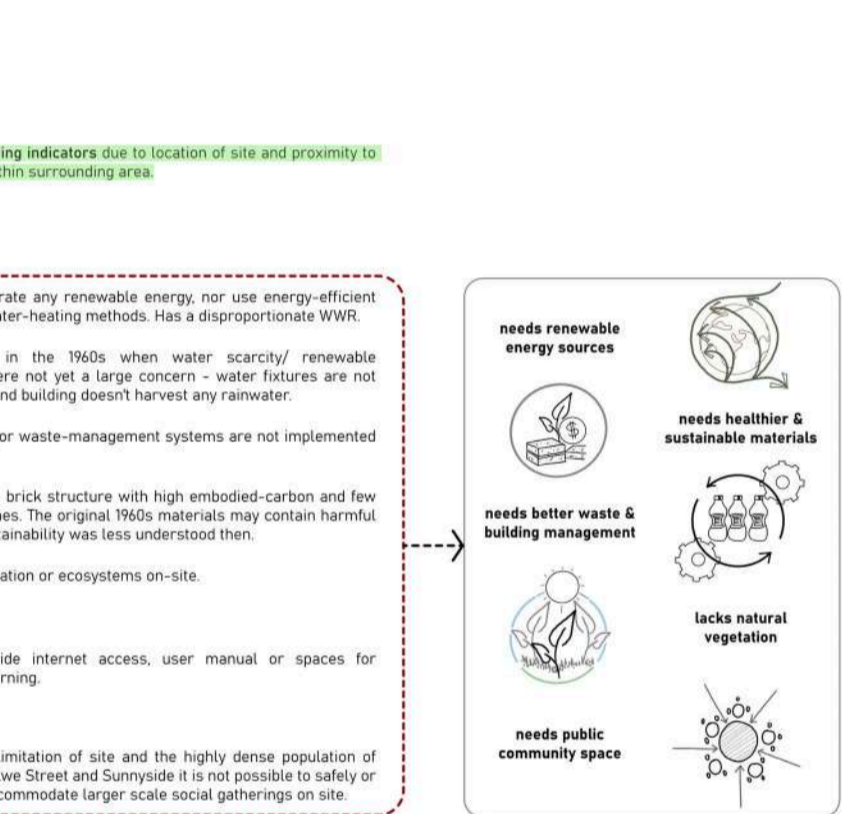 ing indicators due to location of site and proximity to
thin surrounding area.
rate any renewable energy, nor use energy-efficient
ter-heating methods. Has a disproportionate WWR.
in the 1960s when water scarcity/ renewable
ere not yet a large concern - water fixtures are not
nd building doesn't harvest any rainwater.
or waste-management systems are not implemented
brick structure with high embodied-carbon and few
nes. The original 1960s materials may contain harmful
tainability was less understood then.
ation or ecosystems on-site.
ide internet access, user manual or spaces for
rning.
imitation of site and the highly dense population of
we Street and Sunnyside it is not possible to safely or
commodate larger scale social gatherings on site.
needs renewable
energy sources
needs healthier &
sustainable materials
needs better waste &
building management
lacks natural
vegetation
needs public
community space